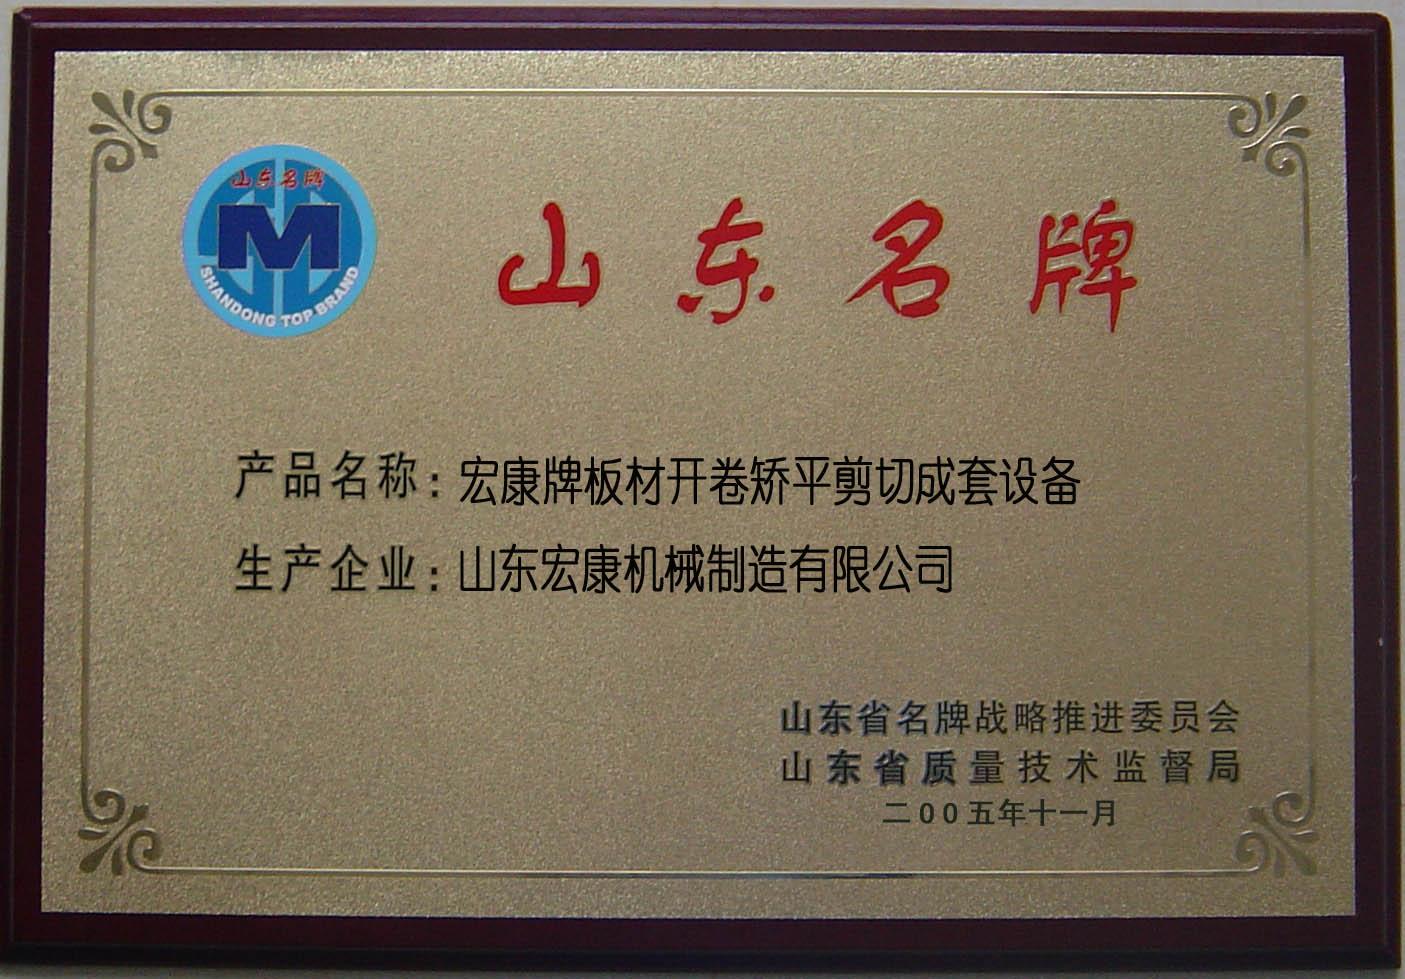 山东名牌
M
SHANDONG TOP BRAND
山东名牌
产品名称：宏康牌板材开卷矫平剪切成套设备
生产企业：山东宏康机械制造有限公司
山东省名牌战略推进委员会
山东省质量技术监督局
二00五年十一月